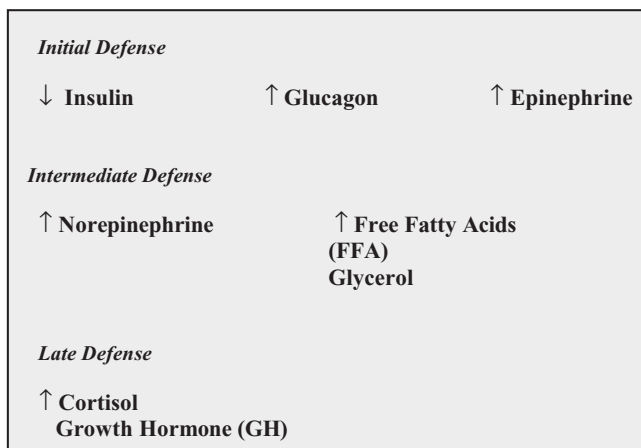 Initial Defense
↓ Insulin ↑ Glucagon ↑ Epinephrine
Intermediate Defense
↑ Norepinephrine ↑ Free Fatty Acids
(FFA)
Glycerol
Late Defense
↑ Cortisol
Growth Hormone (GH)